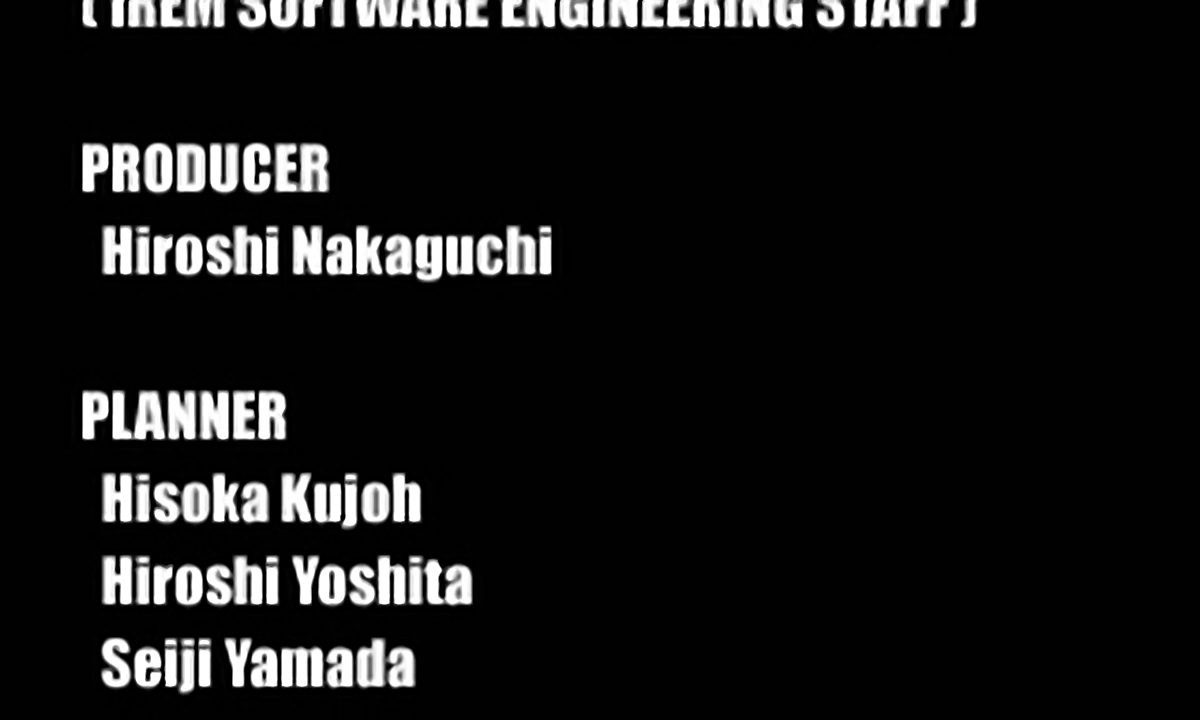 ( IREM SOFTWARE ENGINEERING STAFF )
PRODUCER
Hiroshi Nakaguchi
PLANNER
Hisoka Kujoh
Hiroshi Yoshita
Seiji Yamada